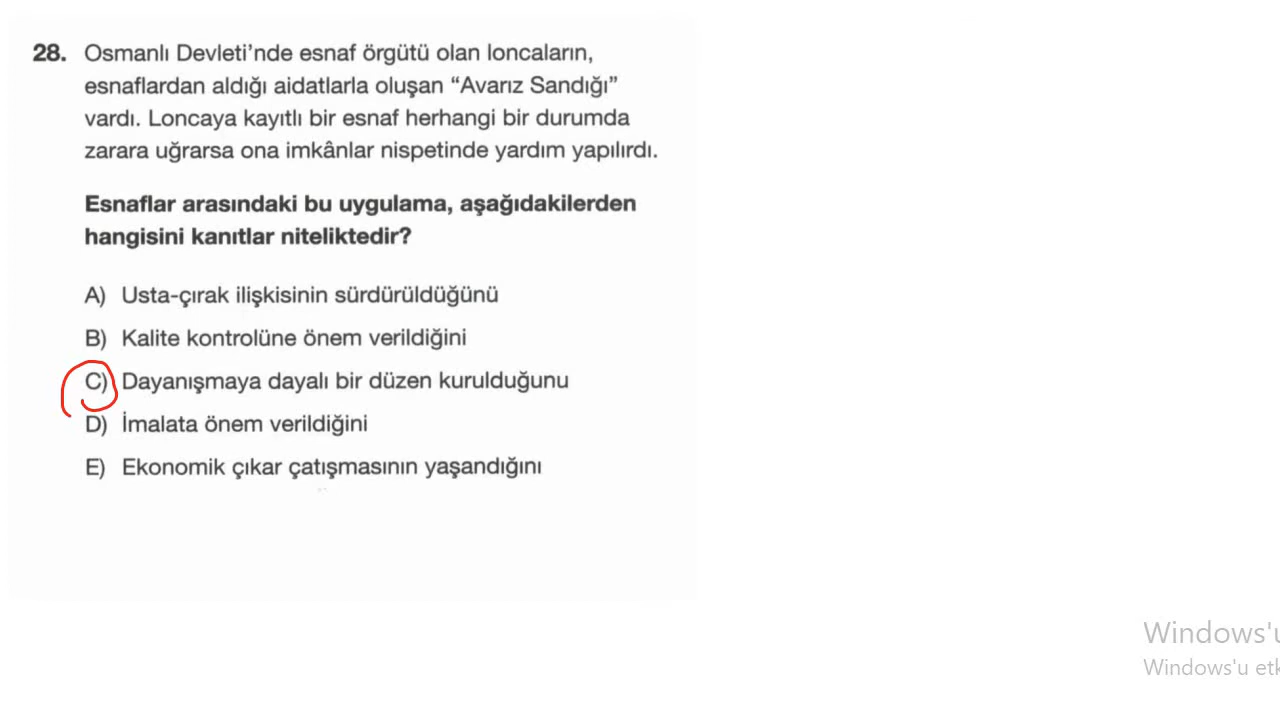 28. Osmanlı Devleti'nde esnaf örgütü olan loncaların,
esnaflardan aldığı aidatlarla oluşan “Avarız Sandığı”
vardı. Loncaya kayıtlı bir esnaf herhangi bir durumda
zarara uğrarsa ona imkânlar nispetinde yardım yapılırdı.
Esnaflar arasındaki bu uygulama, aşağıdakilerden
hangisini kanıtlar niteliktedir?
A) Usta-çırak ilişkisinin sürdürüldüğünü
B) Kalite kontrolüne önem verildiğini
C) Dayanışmaya dayalı bir düzen kurulduğunu
D) İmalata önem verildiğini
E) Ekonomik çıkar çatışmasının yaşandığını
Windows'u
Windows'u etk